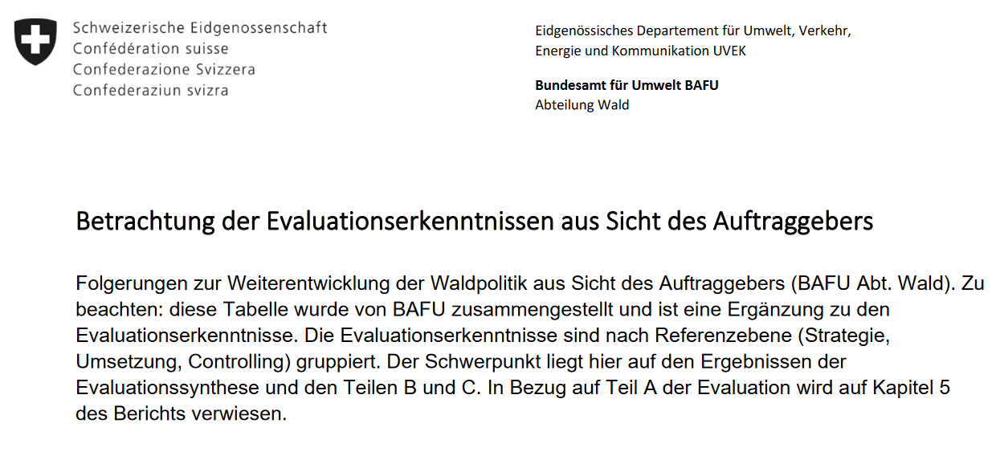 Schweizerische Eidgenossenschaft
Confédération suisse
Confederazione Svizzera
Confederaziun svizra
Eidgenössisches Departement für Umwelt, Verkehr,
Energie und Kommunikation UVEK
Bundesamt für Umwelt BAFU
Abteilung Wald
Betrachtung der Evaluationserkenntnissen aus Sicht des Auftraggebers
Folgerungen zur Weiterentwicklung der Waldpolitik aus Sicht des Auftraggebers (BAFU Abt. Wald). Zu
beachten: diese Tabelle wurde von BAFU zusammengestellt und ist eine Ergänzung zu den
Evaluationserkenntnisse. Die Evaluationserkenntnisse sind nach Referenzebene (Strategie,
Umsetzung, Controlling) gruppiert. Der Schwerpunkt liegt hier auf den Ergebnissen der
Evaluationssynthese und den Teilen B und C. In Bezug auf Teil A der Evaluation wird auf Kapitel 5
des Berichts verwiesen.